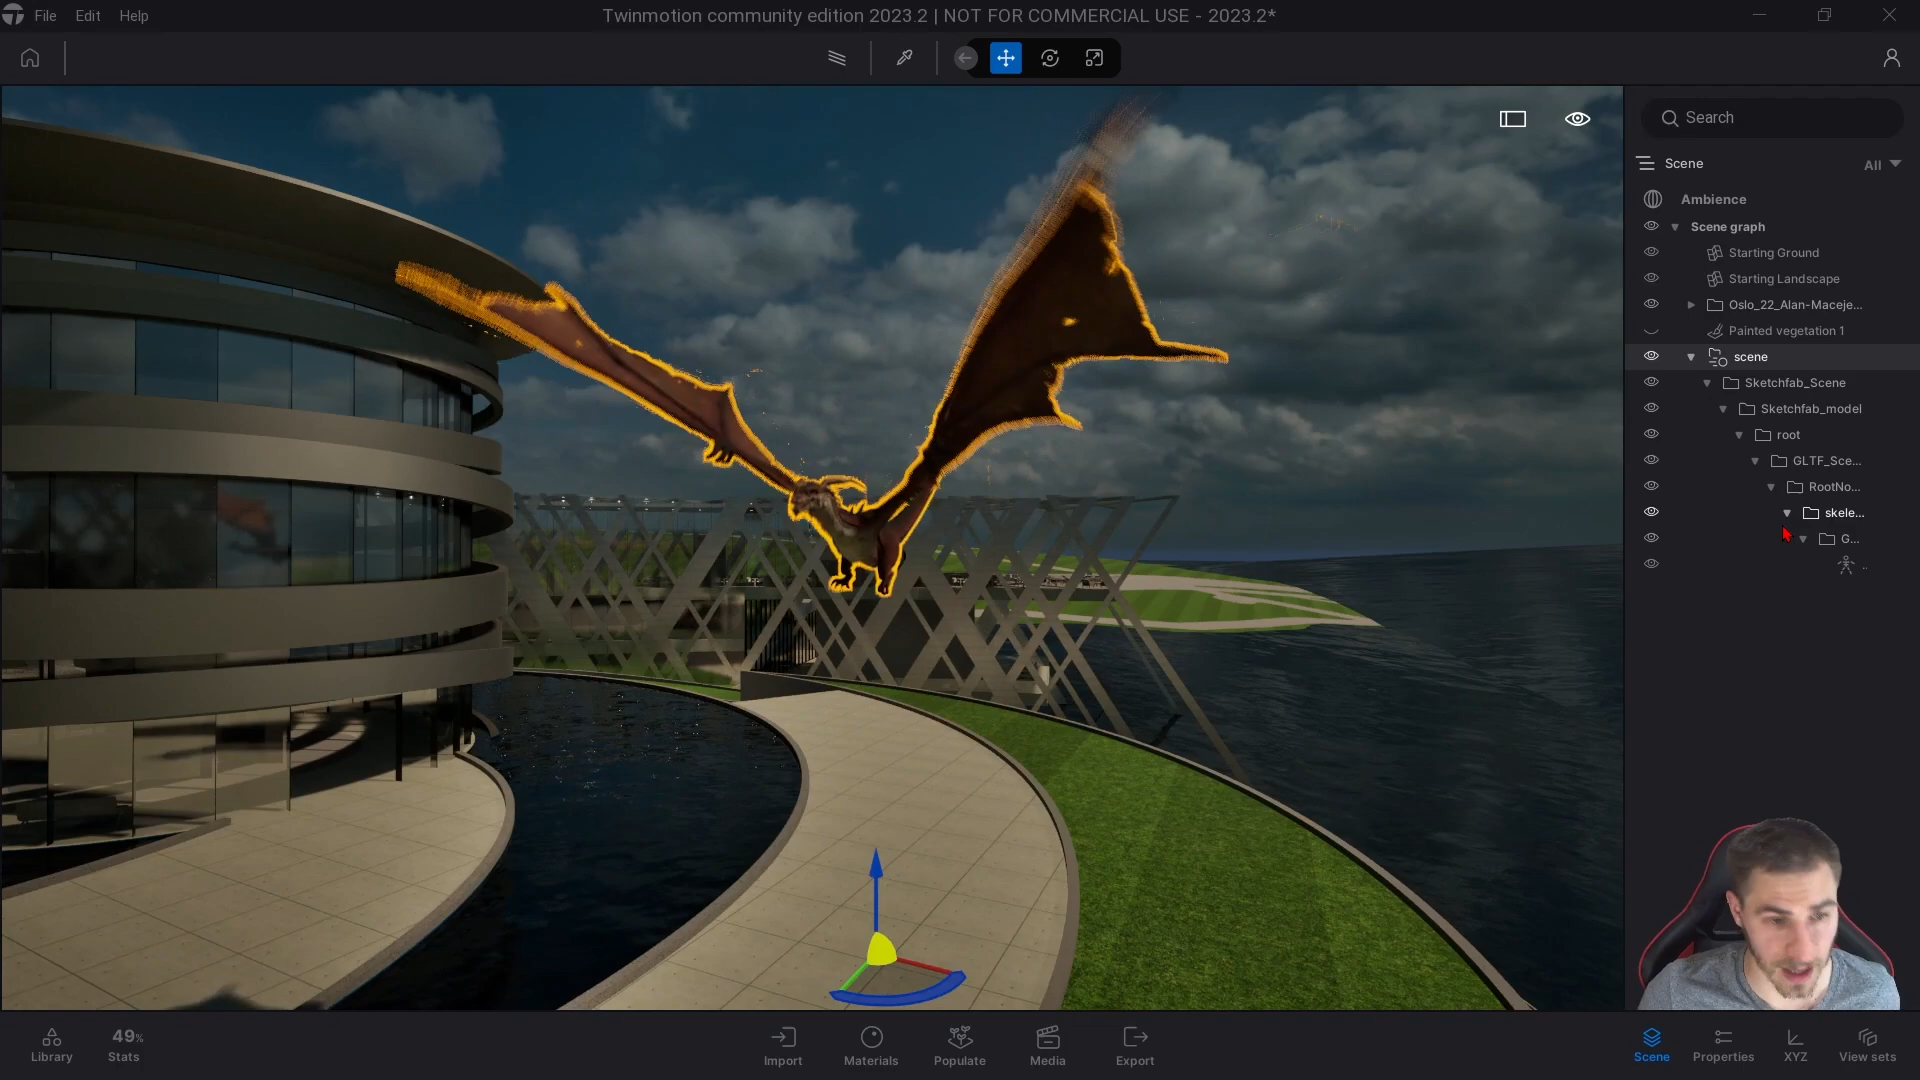 File Edit Help
Twinmotion community edition 2023.2 | NOT FOR COMMERCIAL USE - 2023.2*
Search
Scene
All
Ambience
Scene graph
Starting Ground
Starting Landscape
Oslo_22_Alan-Maceje...
Painted vegetation 1
scene
Sketchfab_Scene
Sketchfab_model
root
GLTF_Sce...
RootNo...
skele...
G...
..
49%
Library
Stats
Import
Materials
Populate
Media
Export
Scene
Properties
XYZ
View sets